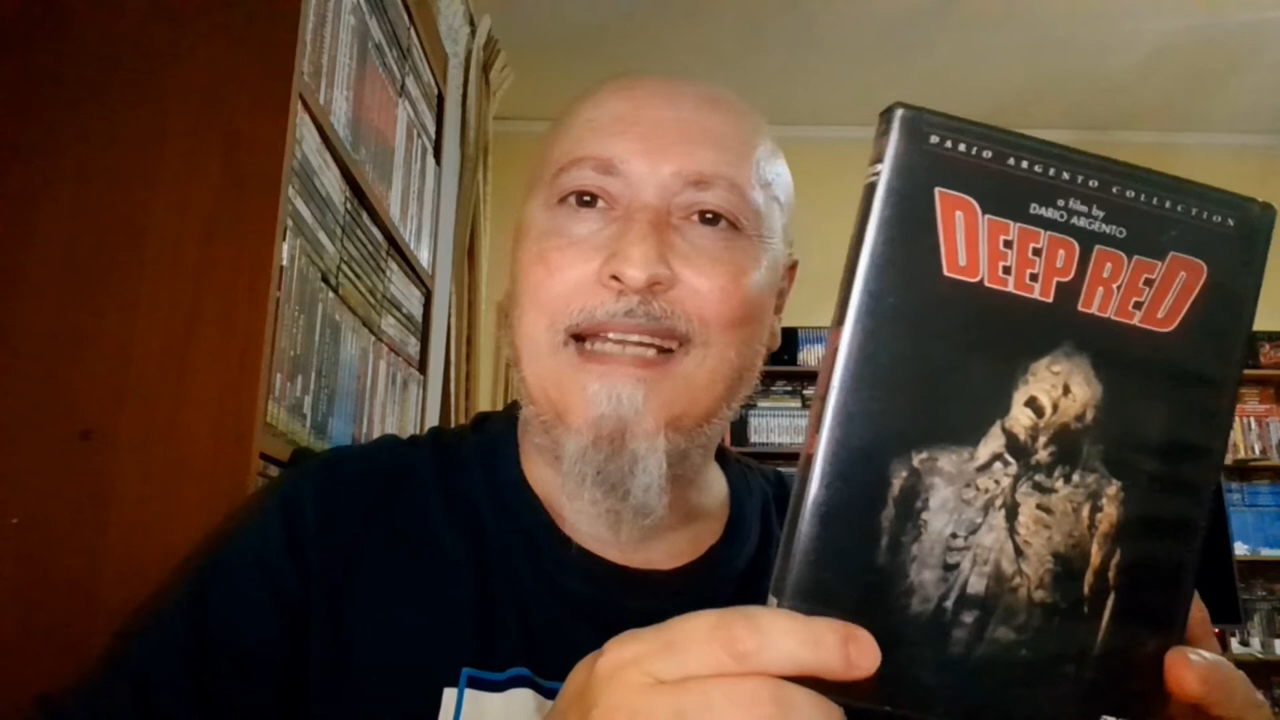 DARIO ARGENTO COLLECTION
a film by
DARIO ARGENTO
DEEP RED